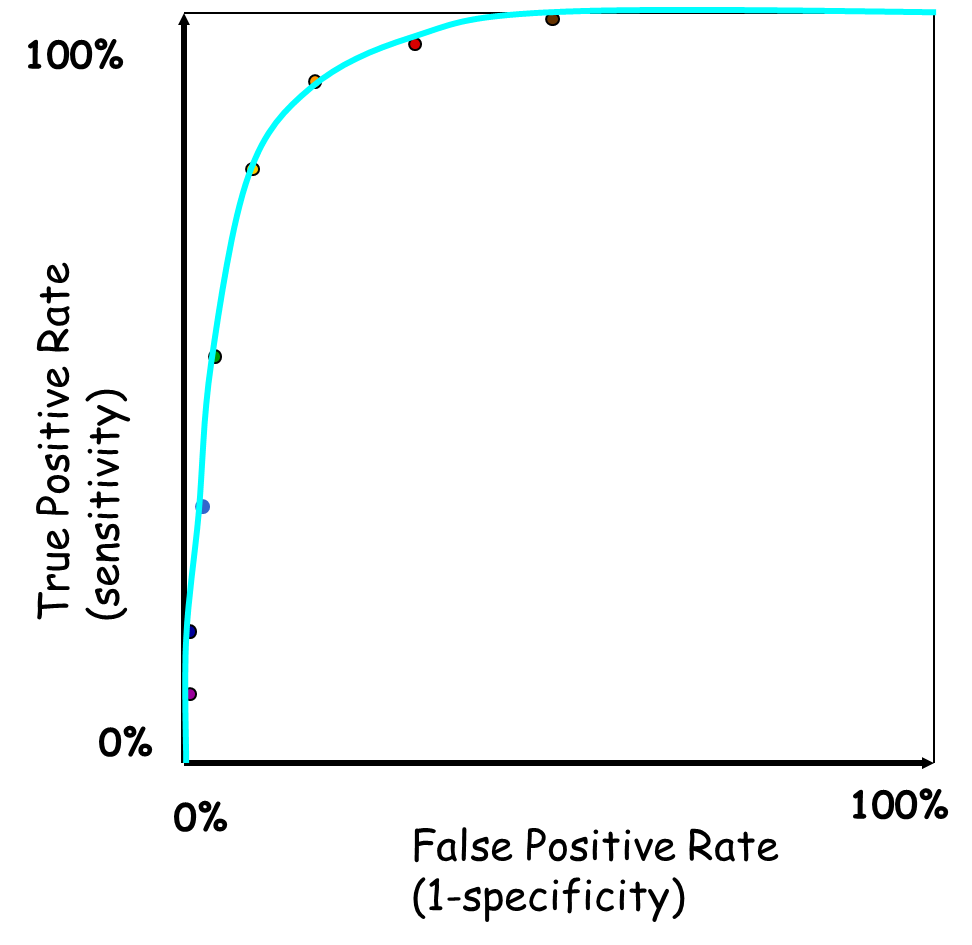 100%
True Positive Rate
(sensitivity)
0%
0%
100%
False Positive Rate
(1-specificity)